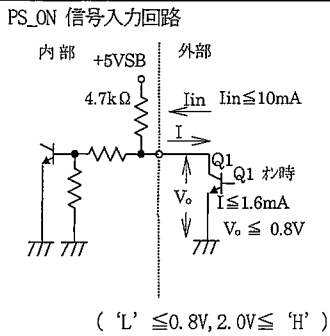 PS_ON 信号入力回路
内部
外部
+5VSB
4.7kΩ
Iin Iin≦10mA
I
Q1
Q1 オン時
I≦1.6mA
Vo
Vo ≦ 0.8V
( 'L' ≦0.8V, 2.0V≦ 'H' )